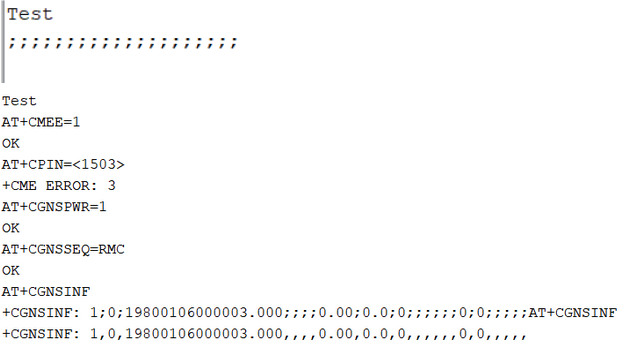 Test
;;;;;;;;;;;;;;;;;;;;
Test
AT+CMEE=1
OK
AT+CPIN=<1503>
+CME ERROR: 3
AT+CGNSPWR=1
OK
AT+CGNSSEQ=RMC
OK
AT+CGNSINF
+CGNSINF: 1;0;19800106000003.000;;;;0.00;0.0;0;;;;;;0;0;;;;;AT+CGNSINF
+CGNSINF: 1,0,19800106000003.000,,,,0.00,0.0,0,,,,,,0,0,,,,,